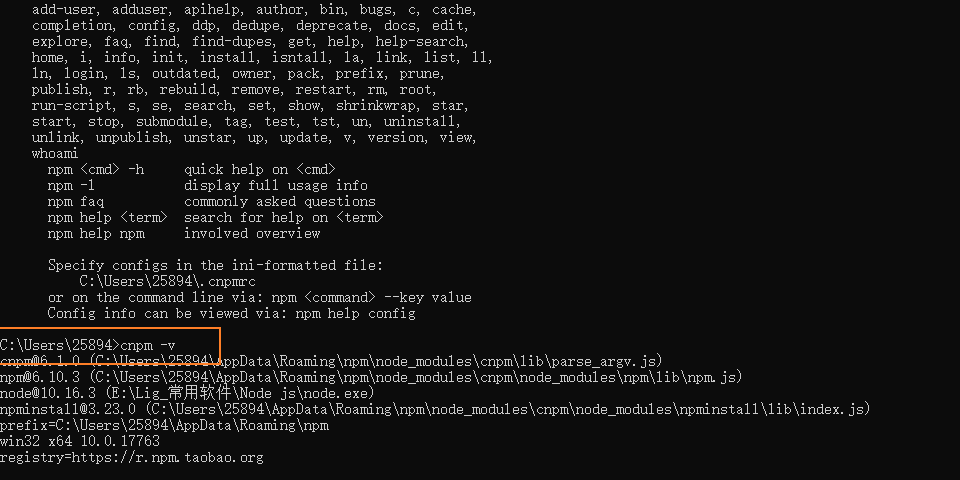 add-user, adduser, apihelp, author, bin, bugs, c, cache,
completion, config, ddp, dedupe, deprecate, docs, edit,
explore, faq, find, find-dupes, get, help, help-search,
home, i, info, init, install, isntall, la, link, list, ll,
ln, login, ls, outdated, owner, pack, prefix, prune,
publish, r, rb, rebuild, remove, restart, rm, root,
run-script, s, se, search, set, show, shrinkwrap, star,
start, stop, submodule, tag, test, tst, un, uninstall,
unlink, unpublish, unstar, up, update, v, version, view,
whoami
npm <cmd> -h     quick help on <cmd>
npm -l           display full usage info
npm faq          commonly asked questions
npm help <term>  search for help on <term>
npm help npm     involved overview
Specify configs in the ini-formatted file:
C:\Users\25894\.cnpmrc
or on the command line via: npm <command> --key value
Config info can be viewed via: npm help config
C:\Users\25894>cnpm -v
cnpm@6.1.0 (C:\Users\25894\AppData\Roaming\npm\node_modules\cnpm\lib\parse_argv.js)
npm@6.10.3 (C:\Users\25894\AppData\Roaming\npm\node_modules\cnpm\node_modules\npm\lib\npm.js)
node@10.16.3 (E:\Lig_常用软件\Node js\node.exe)
npminstall@3.23.0 (C:\Users\25894\AppData\Roaming\npm\node_modules\cnpm\node_modules\npminstall\lib\index.js)
prefix=C:\Users\25894\AppData\Roaming\npm
win32 x64 10.0.17763
registry=https://r.npm.taobao.org